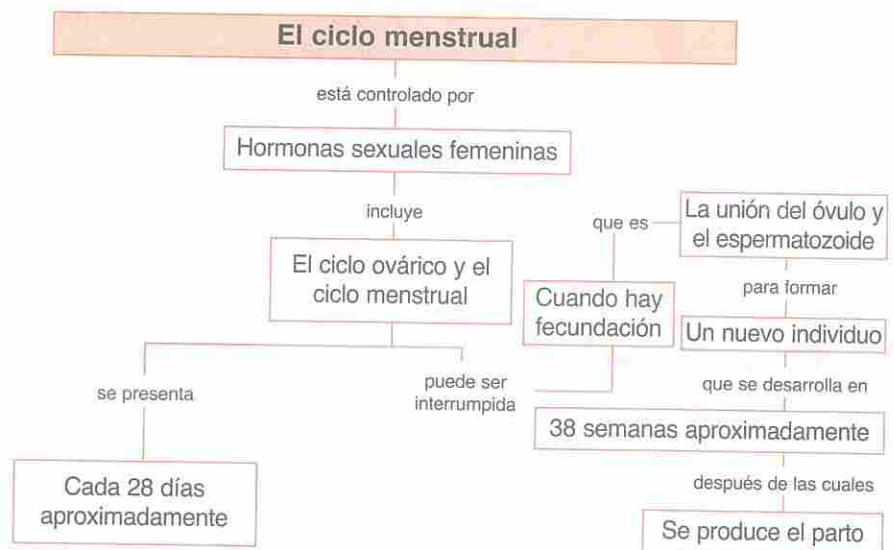 El ciclo menstrual
está controlado por
Hormonas sexuales femeninas
incluye
El ciclo ovárico y el
ciclo menstrual
se presenta
Cada 28 días
aproximadamente
puede ser
interrumpida
Cuando hay
fecundación
que es
La unión del óvulo y
el espermatozoide
para formar
Un nuevo individuo
que se desarrolla en
38 semanas aproximadamente
después de las cuales
Se produce el parto